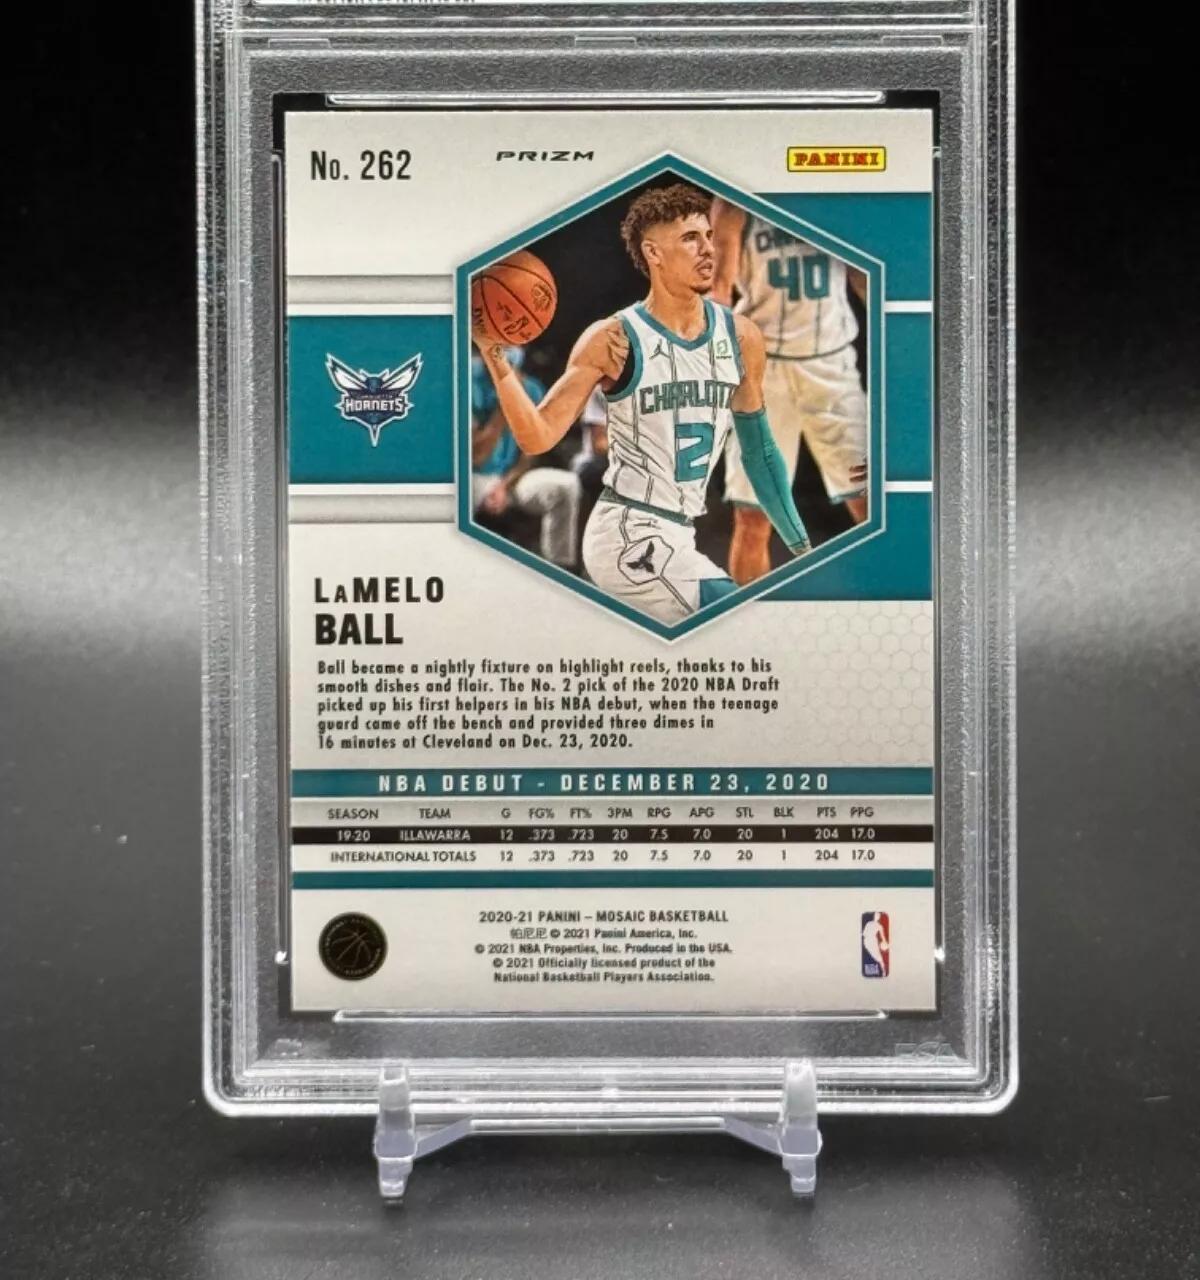 No. 262
PRIZM
PANINI
40
CHARLOTTE
2
HORNETS
LaMELO
BALL
Ball became a nightly fixture on highlight reels, thanks to his
smooth dishes and flair. The No. 2 pick of the 2020 NBA Draft
picked up his first helpers in his NBA debut, when the teenage
guard came off the bench and provided three dimes in
16 minutes at Cleveland on Dec. 23, 2020.
NBA DEBUT - DECEMBER 23, 2020
SEASON TEAM G FG% FT% 3PM RPG APG STL BLK PTS PPG
19-20 ILLAWARRA 12 .373 .723 20 7.5 7.0 20 1 204 17.0
INTERNATIONAL TOTALS 12 .373 .723 20 7.5 7.0 20 1 204 17.0
2020-21 PANINI – MOSAIC BASKETBALL
帕尼尼 © 2021 Panini America, Inc.
© 2021 NBA Properties, Inc. Produced in the USA.
© 2021 Officially licensed product of the
National Basketball Players Association.
NBA
PSA